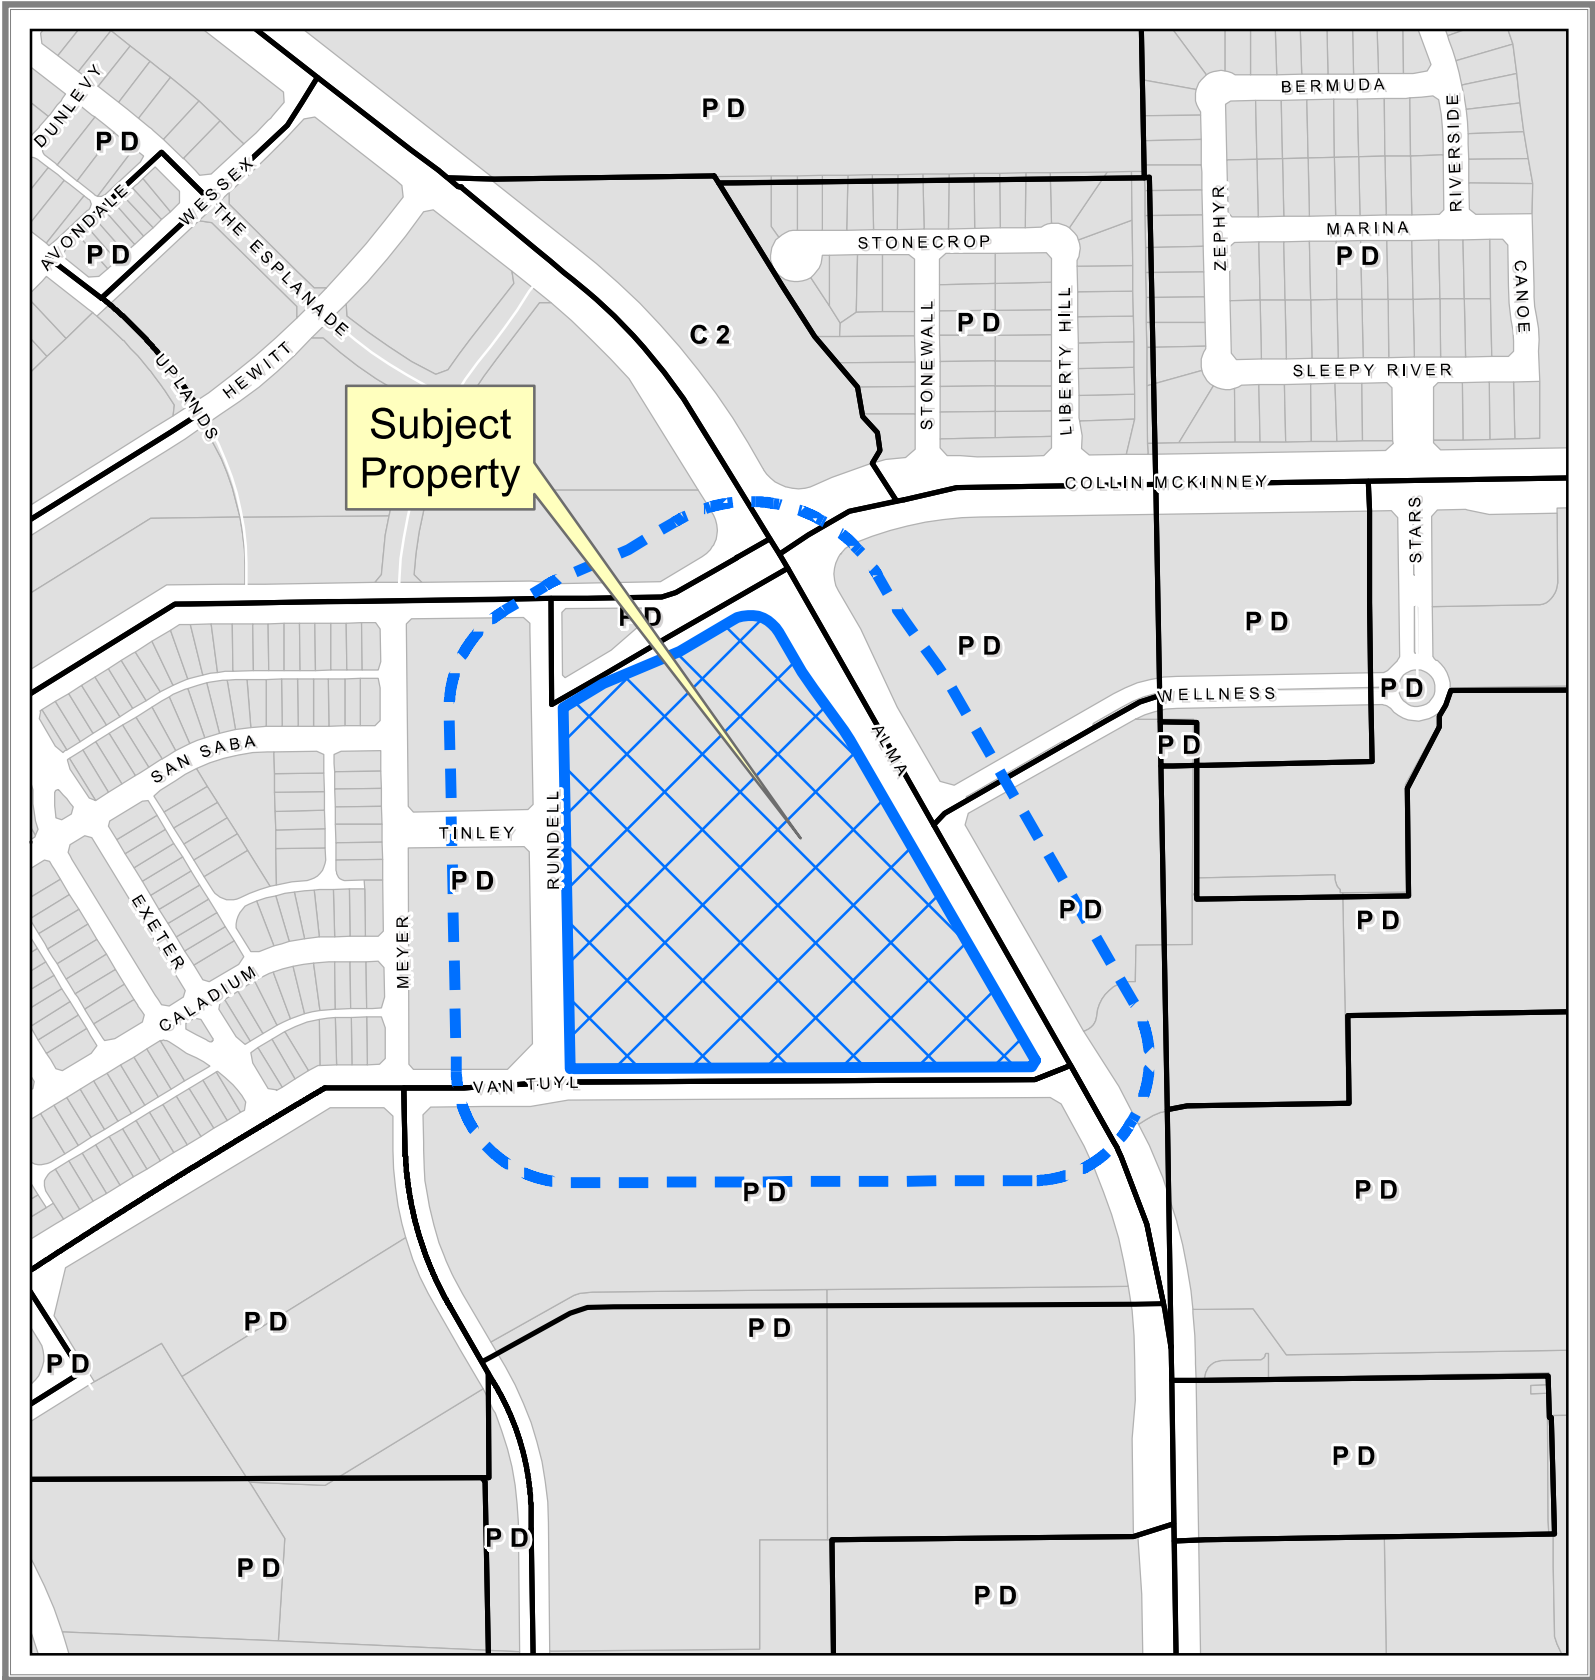 BERMUDA
DUNLEVY
P D
P D
RIVERSIDE
WESSEX
AVONDALE
THE ESPLANADE
ZEPHYR
MARINA
P D
P D
STONECROP
CANOE
C 2
P D
STONEWALL
LIBERTY HILL
UPLANDS
HEWITT
SLEEPY RIVER
Subject
Property
COLLIN MCKINNEY
STARS
P D
P D
P D
WELLNESS
P D
P D
ALMA
SAN SABA
RUNDELL
TINLEY
P D
EXETER
MEYER
P D
P D
CALADIUM
VAN TUYL
P D
P D
P D
P D
P D
P D
P D
P D
P D